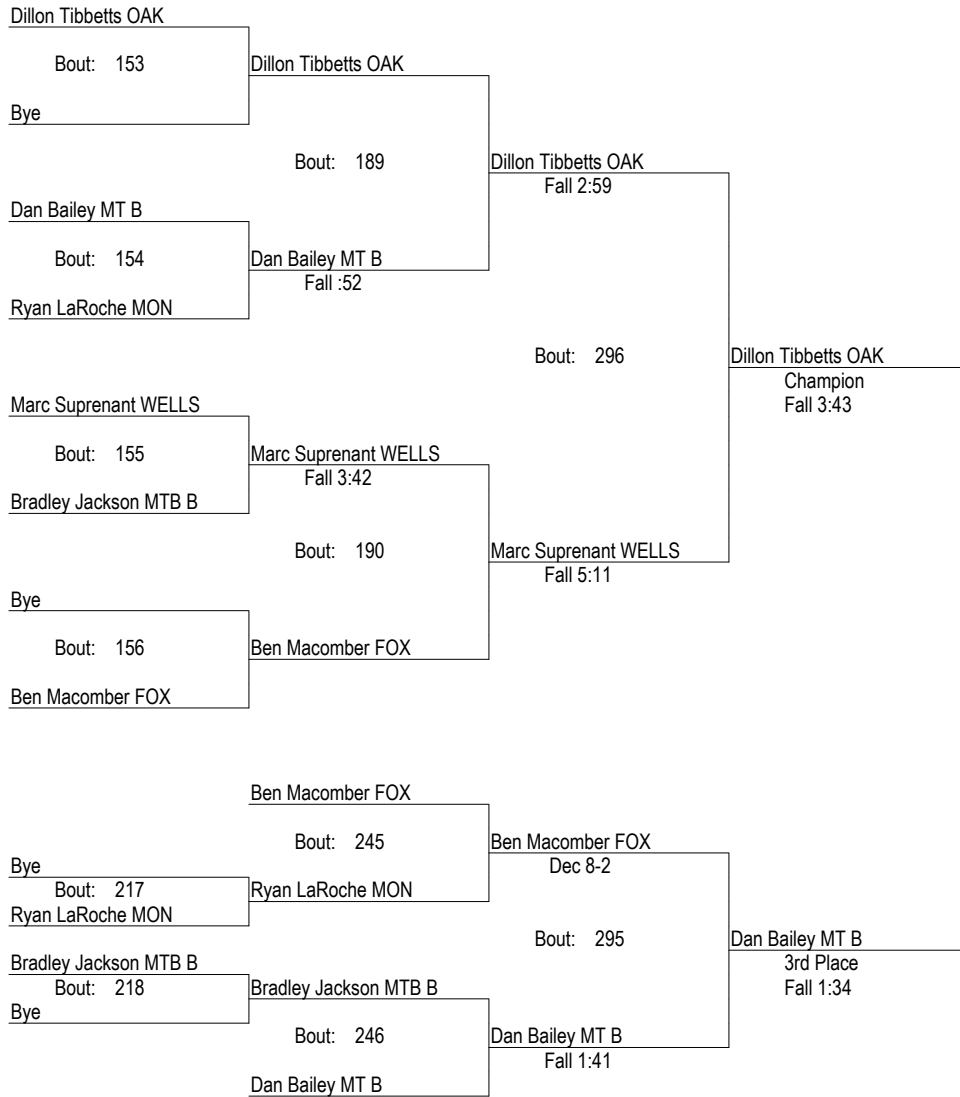 Dillon Tibbetts OAK
Bout: 153
Dillon Tibbetts OAK
Bye
Bout: 189
Dillon Tibbetts OAK
Fall 2:59
Dan Bailey MT B
Bout: 154
Dan Bailey MT B
Fall :52
Ryan LaRoche MON
Bout: 296
Dillon Tibbetts OAK
Champion
Fall 3:43
Marc Suprenant WELLS
Bout: 155
Marc Suprenant WELLS
Fall 3:42
Bradley Jackson MTB B
Bout: 190
Marc Suprenant WELLS
Fall 5:11
Bye
Bout: 156
Ben Macomber FOX
Ben Macomber FOX
Ben Macomber FOX
Bout: 245
Ben Macomber FOX
Dec 8-2
Bye
Bout: 217
Ryan LaRoche MON
Ryan LaRoche MON
Bout: 295
Dan Bailey MT B
3rd Place
Fall 1:34
Bradley Jackson MTB B
Bout: 218
Bradley Jackson MTB B
Bye
Bout: 246
Dan Bailey MT B
Fall 1:41
Dan Bailey MT B